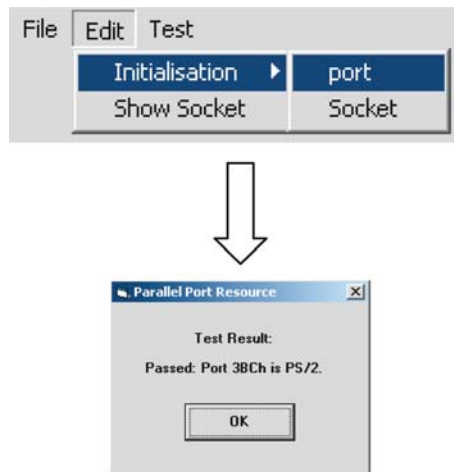 File Edit Test
Initialisation port
Show Socket Socket
Parallel Port Resource
Test Result:
Passed: Port 3BCh is PS/2.
OK